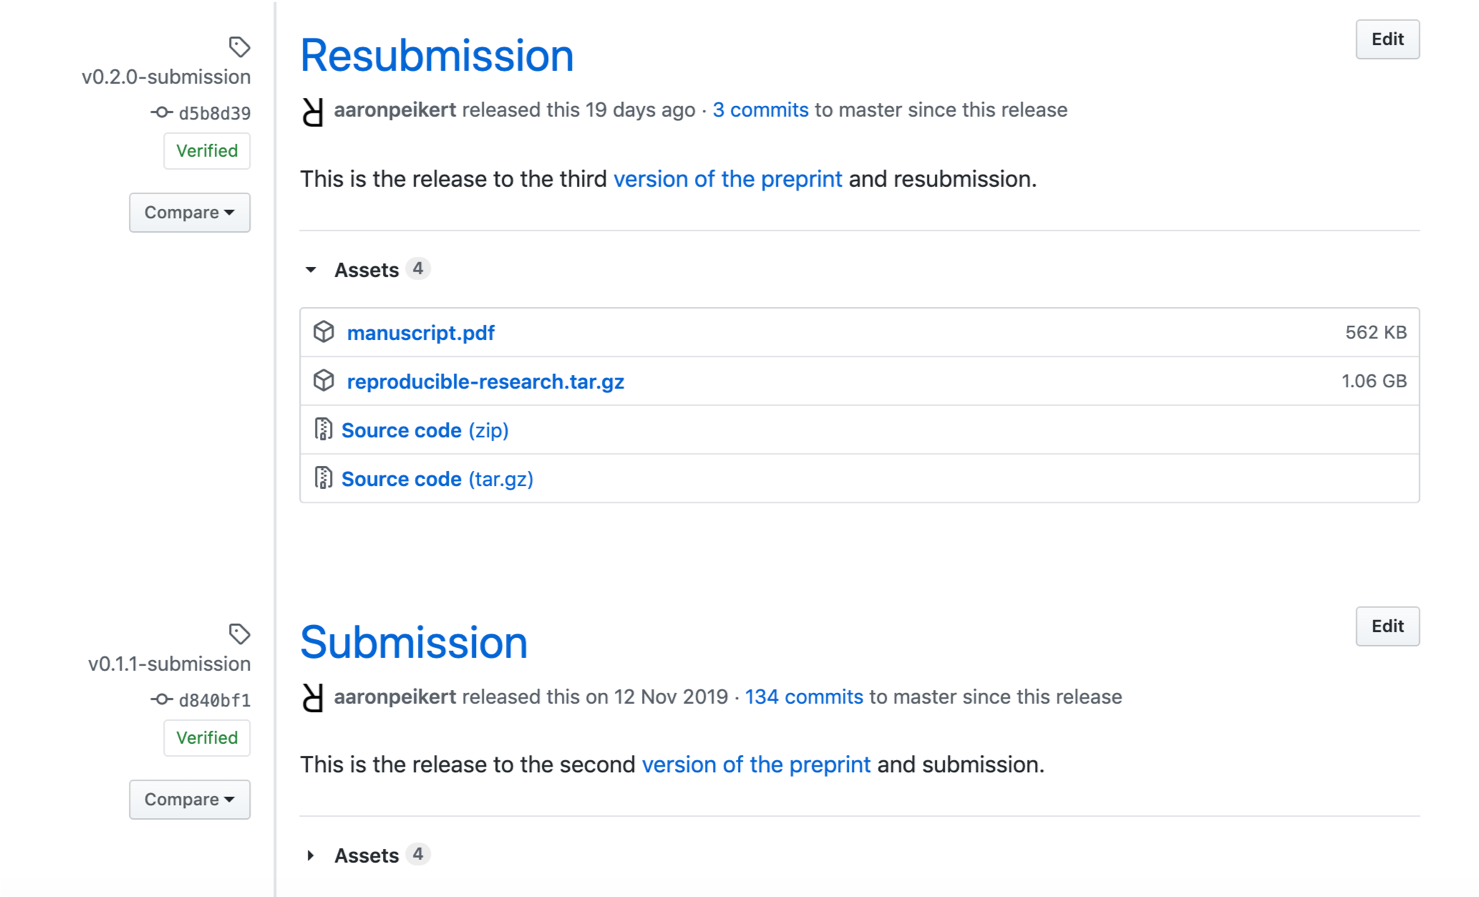 v0.2.0-submission
d5b8d39
Verified
Compare
Resubmission
Edit
aaronpeikert released this 19 days ago · 3 commits to master since this release
This is the release to the third version of the preprint and resubmission.
Assets 4
manuscript.pdf 562 KB
reproducible-research.tar.gz 1.06 GB
Source code (zip)
Source code (tar.gz)
v0.1.1-submission
d840bf1
Verified
Compare
Submission
Edit
aaronpeikert released this on 12 Nov 2019 · 134 commits to master since this release
This is the release to the second version of the preprint and submission.
Assets 4